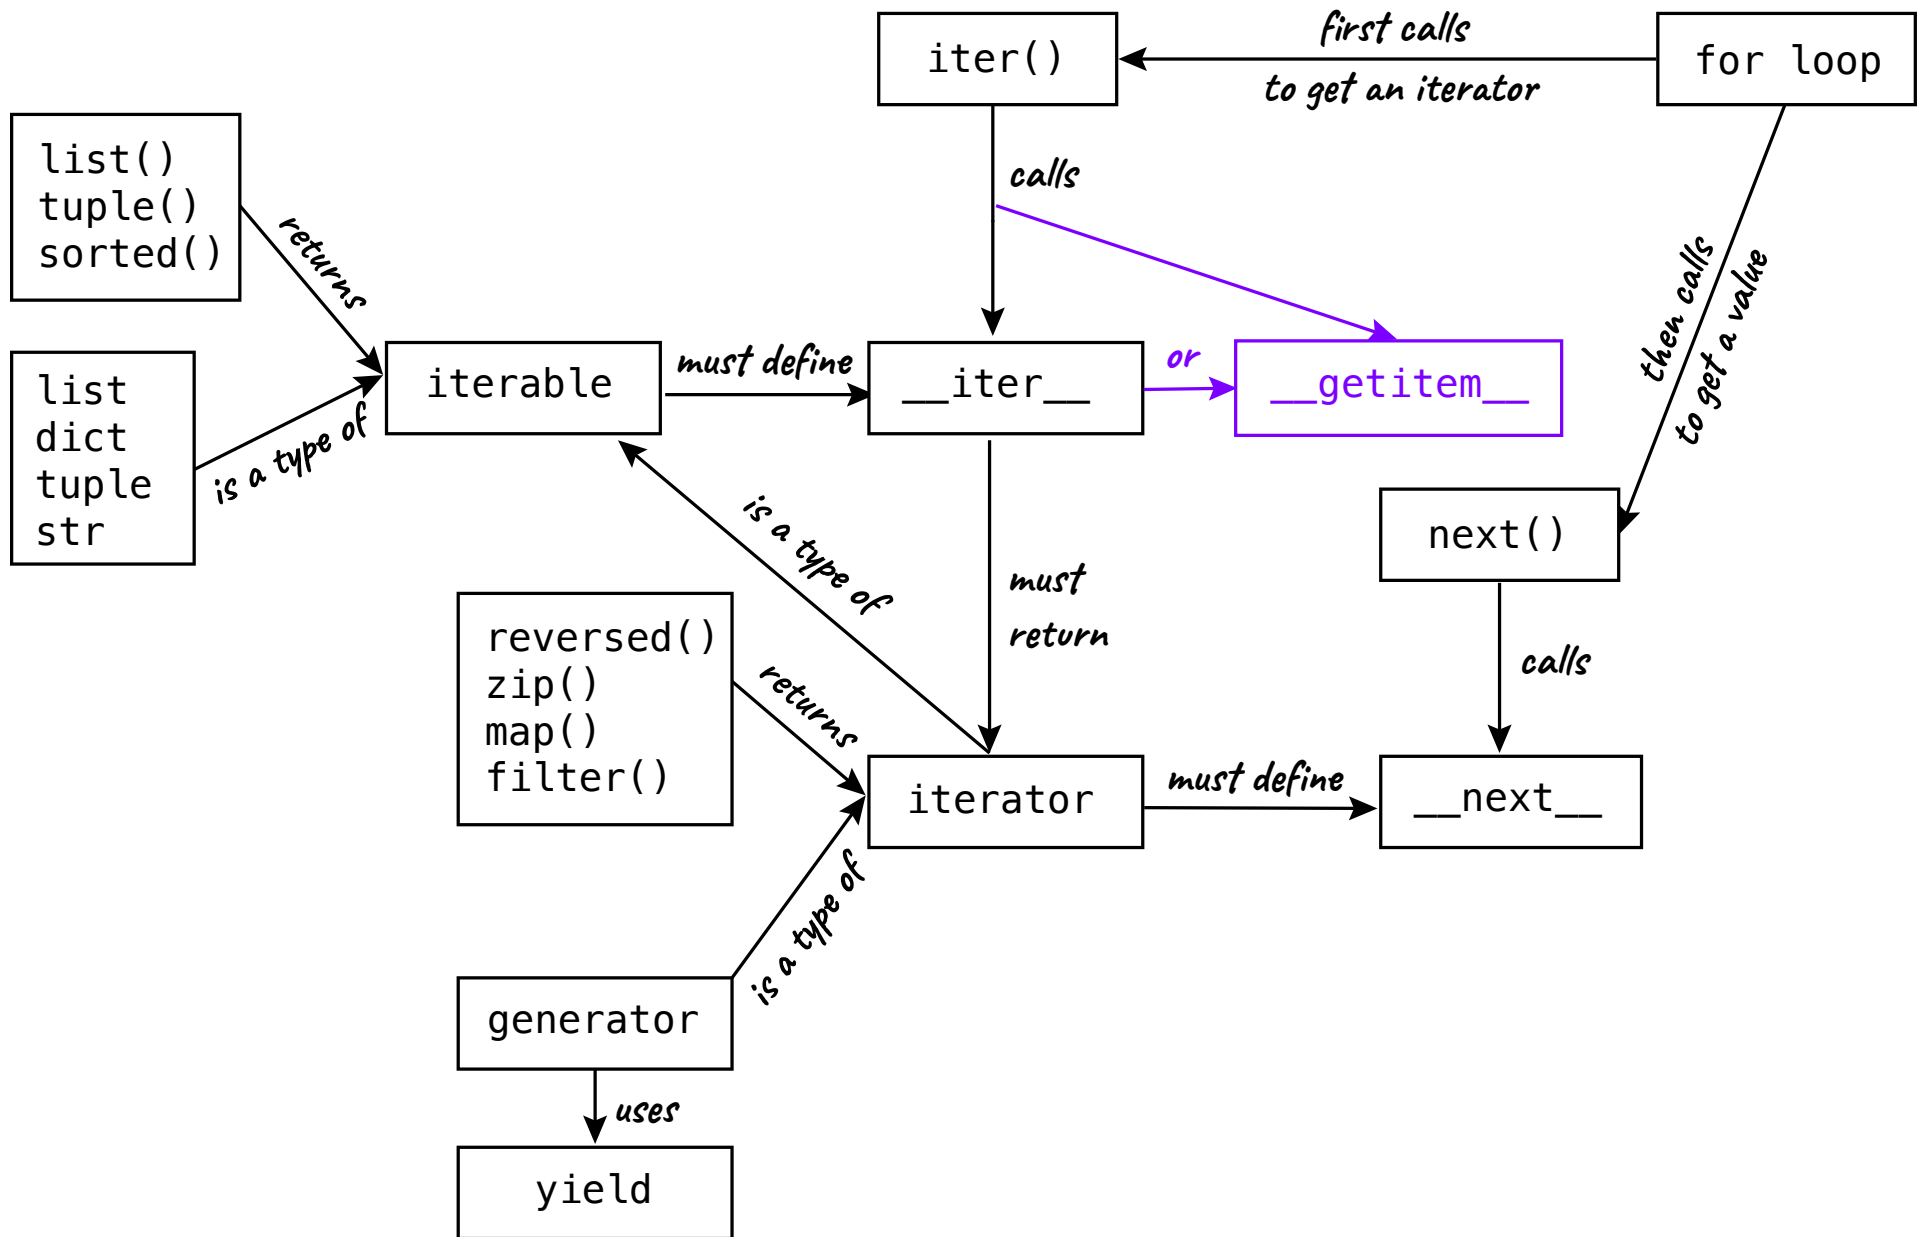 iter()
first calls
to get an iterator
for loop
list()
tuple()
sorted()
returns
calls
then calls
to get a value
list
dict
tuple
str
is a type of
iterable
must define
__iter__
or
__getitem__
next()
is a type of
must
return
calls
reversed()
zip()
map()
filter()
returns
iterator
must define
__next__
is a type of
generator
uses
yield